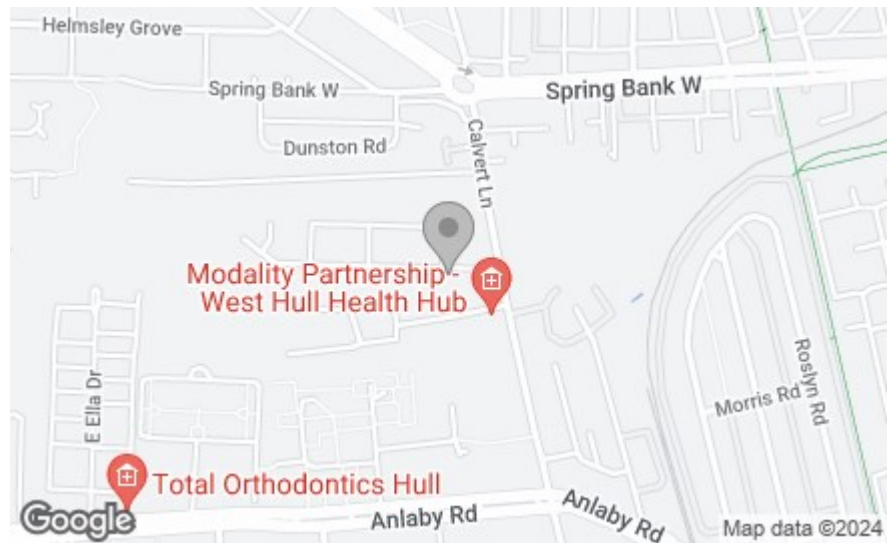 Helmsley Grove
Spring Bank W
Spring Bank W
Dunston Rd
Calvert Ln
Modality Partnership -
West Hull Health Hub
E Ella Dr
Morris Rd
Roslyn Rd
Total Orthodontics Hull
Anlaby Rd
Anlaby Rd
Google
Map data ©2024